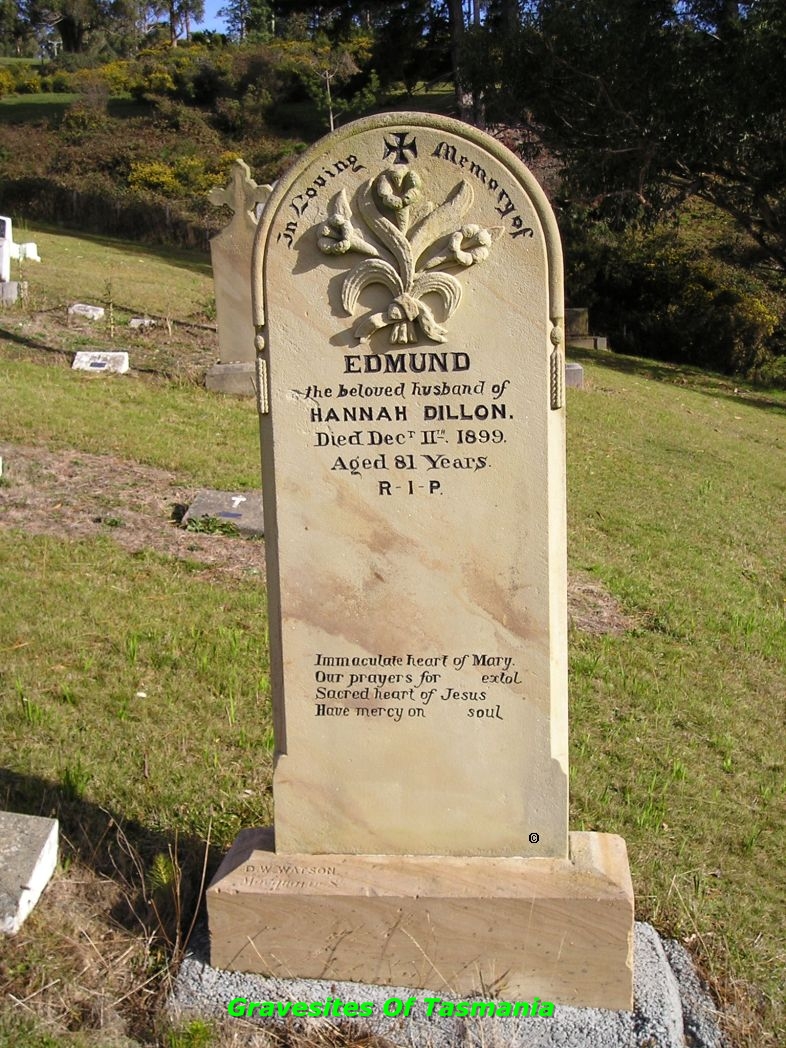 in Loving Memory of
EDMUND
the beloved husband of
HANNAH DILLON.
Died Decr 11th. 1899.
Aged 81 Years.
R-I-P.
Immaculate heart of Mary.
Our prayers for extol
Sacred heart of Jesus
Have mercy on soul
©
D.W. WATSON.
Gravesites Of Tasmania